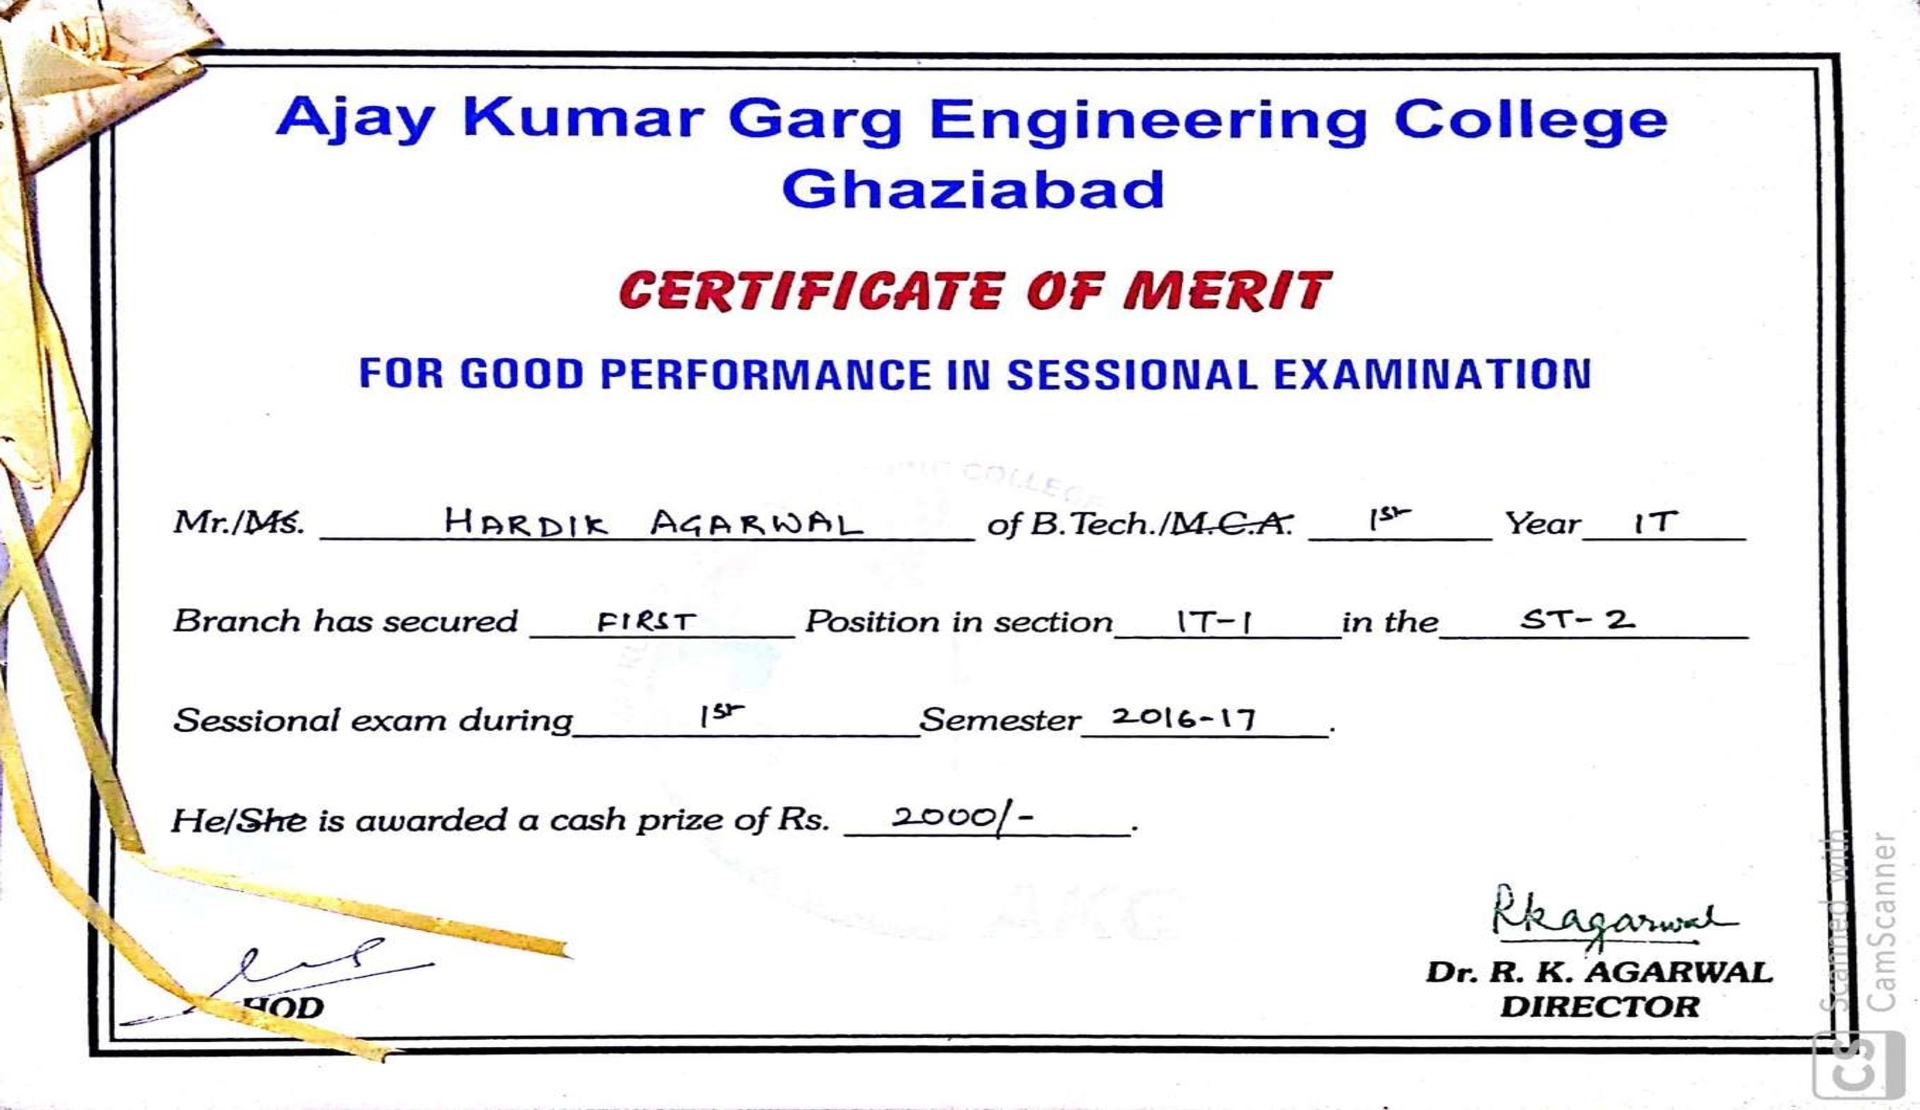 Ajay Kumar Garg Engineering College
Ghaziabad
CERTIFICATE OF MERIT
FOR GOOD PERFORMANCE IN SESSIONAL EXAMINATION
COLLEGE
Mr./Ms. HARDIK AGARWAL of B.Tech./M.C.A. 1st Year IT
Branch has secured FIRST Position in section IT-1 in the ST-2
Sessional exam during 1st Semester 2016-17.
He/She is awarded a cash prize of Rs. 2000/-.
AKG
Rkagarwal
Dr. R. K. AGARWAL
HOD DIRECTOR
Scanned with
CamScanner
CS